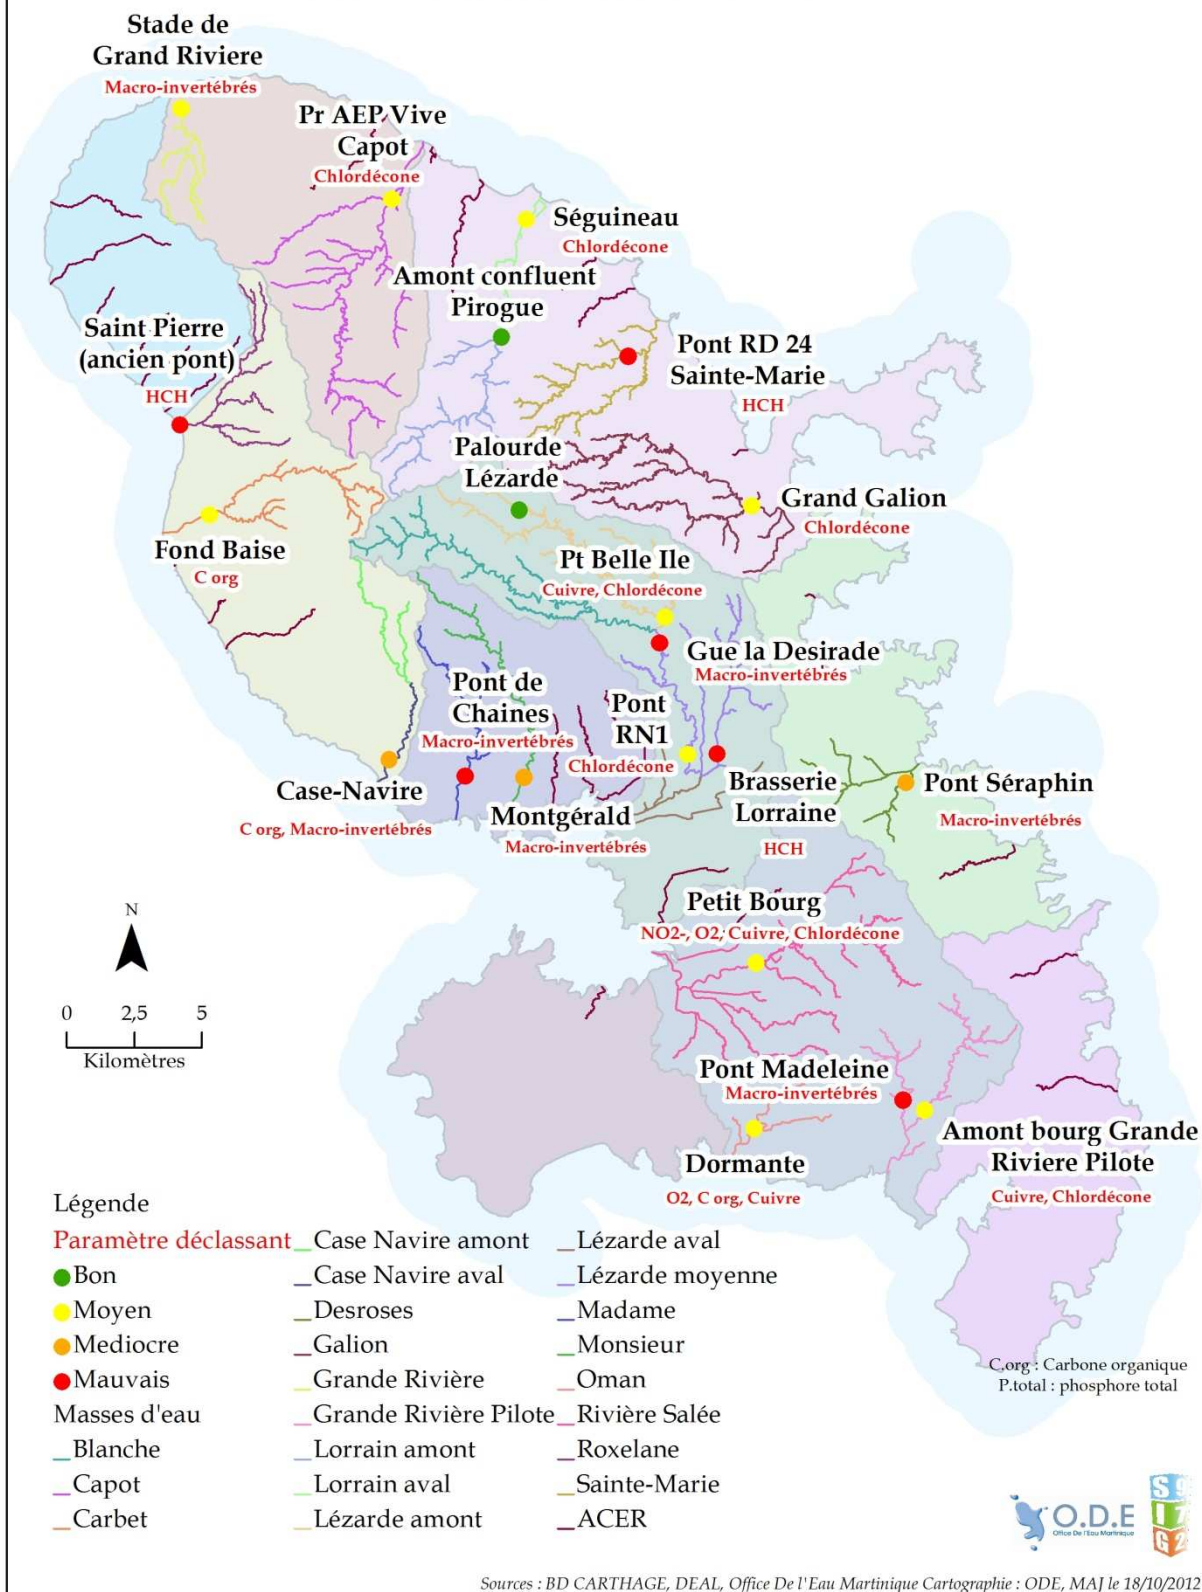 Stade de
Grand Riviere
Macro-invertébrés
Pr AEP Vive
Capot
Chlordécone
Séguineau
Chlordécone
Amont confluent
Pirogue
Saint Pierre
(ancien pont)
HCH
Pont RD 24
Sainte-Marie
HCH
Palourde
Lézarde
Grand Galion
Chlordécone
Fond Baise
C org
Pt Belle Ile
Cuivre, Chlordécone
Gue la Desirade
Macro-invertébrés
Pont de
Chaines
Macro-invertébrés
Pont
RN1
Chlordécone
Case-Navire
C org, Macro-invertébrés
Montgérald
Macro-invertébrés
Brasserie
Lorraine
HCH
Pont Séraphin
Macro-invertébrés
Petit Bourg
NO2-, O2, Cuivre, Chlordécone
N
0 2,5 5
Kilomètres
Pont Madeleine
Macro-invertébrés
Amont bourg Grande
Riviere Pilote
Cuivre, Chlordécone
Dormante
O2, C org, Cuivre
Légende
Paramètre déclassant
Bon
Moyen
Mediocre
Mauvais
Masses d'eau
Blanche
Capot
Carbet
Case Navire amont
Case Navire aval
Desroses
Galion
Grande Rivière
Grande Rivière Pilote
Lorrain amont
Lorrain aval
Lézarde amont
Lézarde aval
Lézarde moyenne
Madame
Monsieur
Oman
Rivière Salée
Roxelane
Sainte-Marie
ACER
C.org : Carbone organique
P.total : phosphore total
O.D.E
Office De l'Eau Martinique
SIG
972
Sources : BD CARTHAGE, DEAL, Office De l'Eau Martinique Cartographie : ODE, MAJ le 18/10/2012